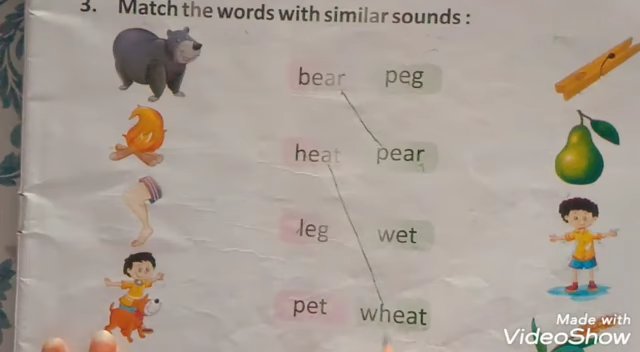 3. Match the words with similar sounds :
bear peg
heat pear
leg wet
pet wheat
Made with
VideoShow